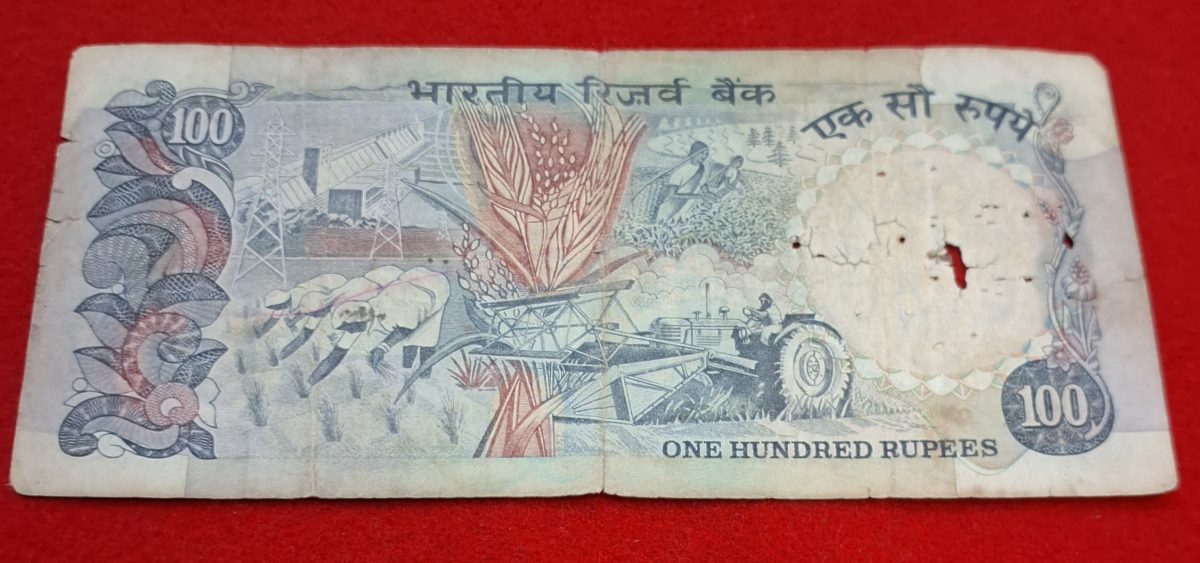 भारतीय रिज़र्व बैंक
एक सौ रुपये
100
100
ONE HUNDRED RUPEES